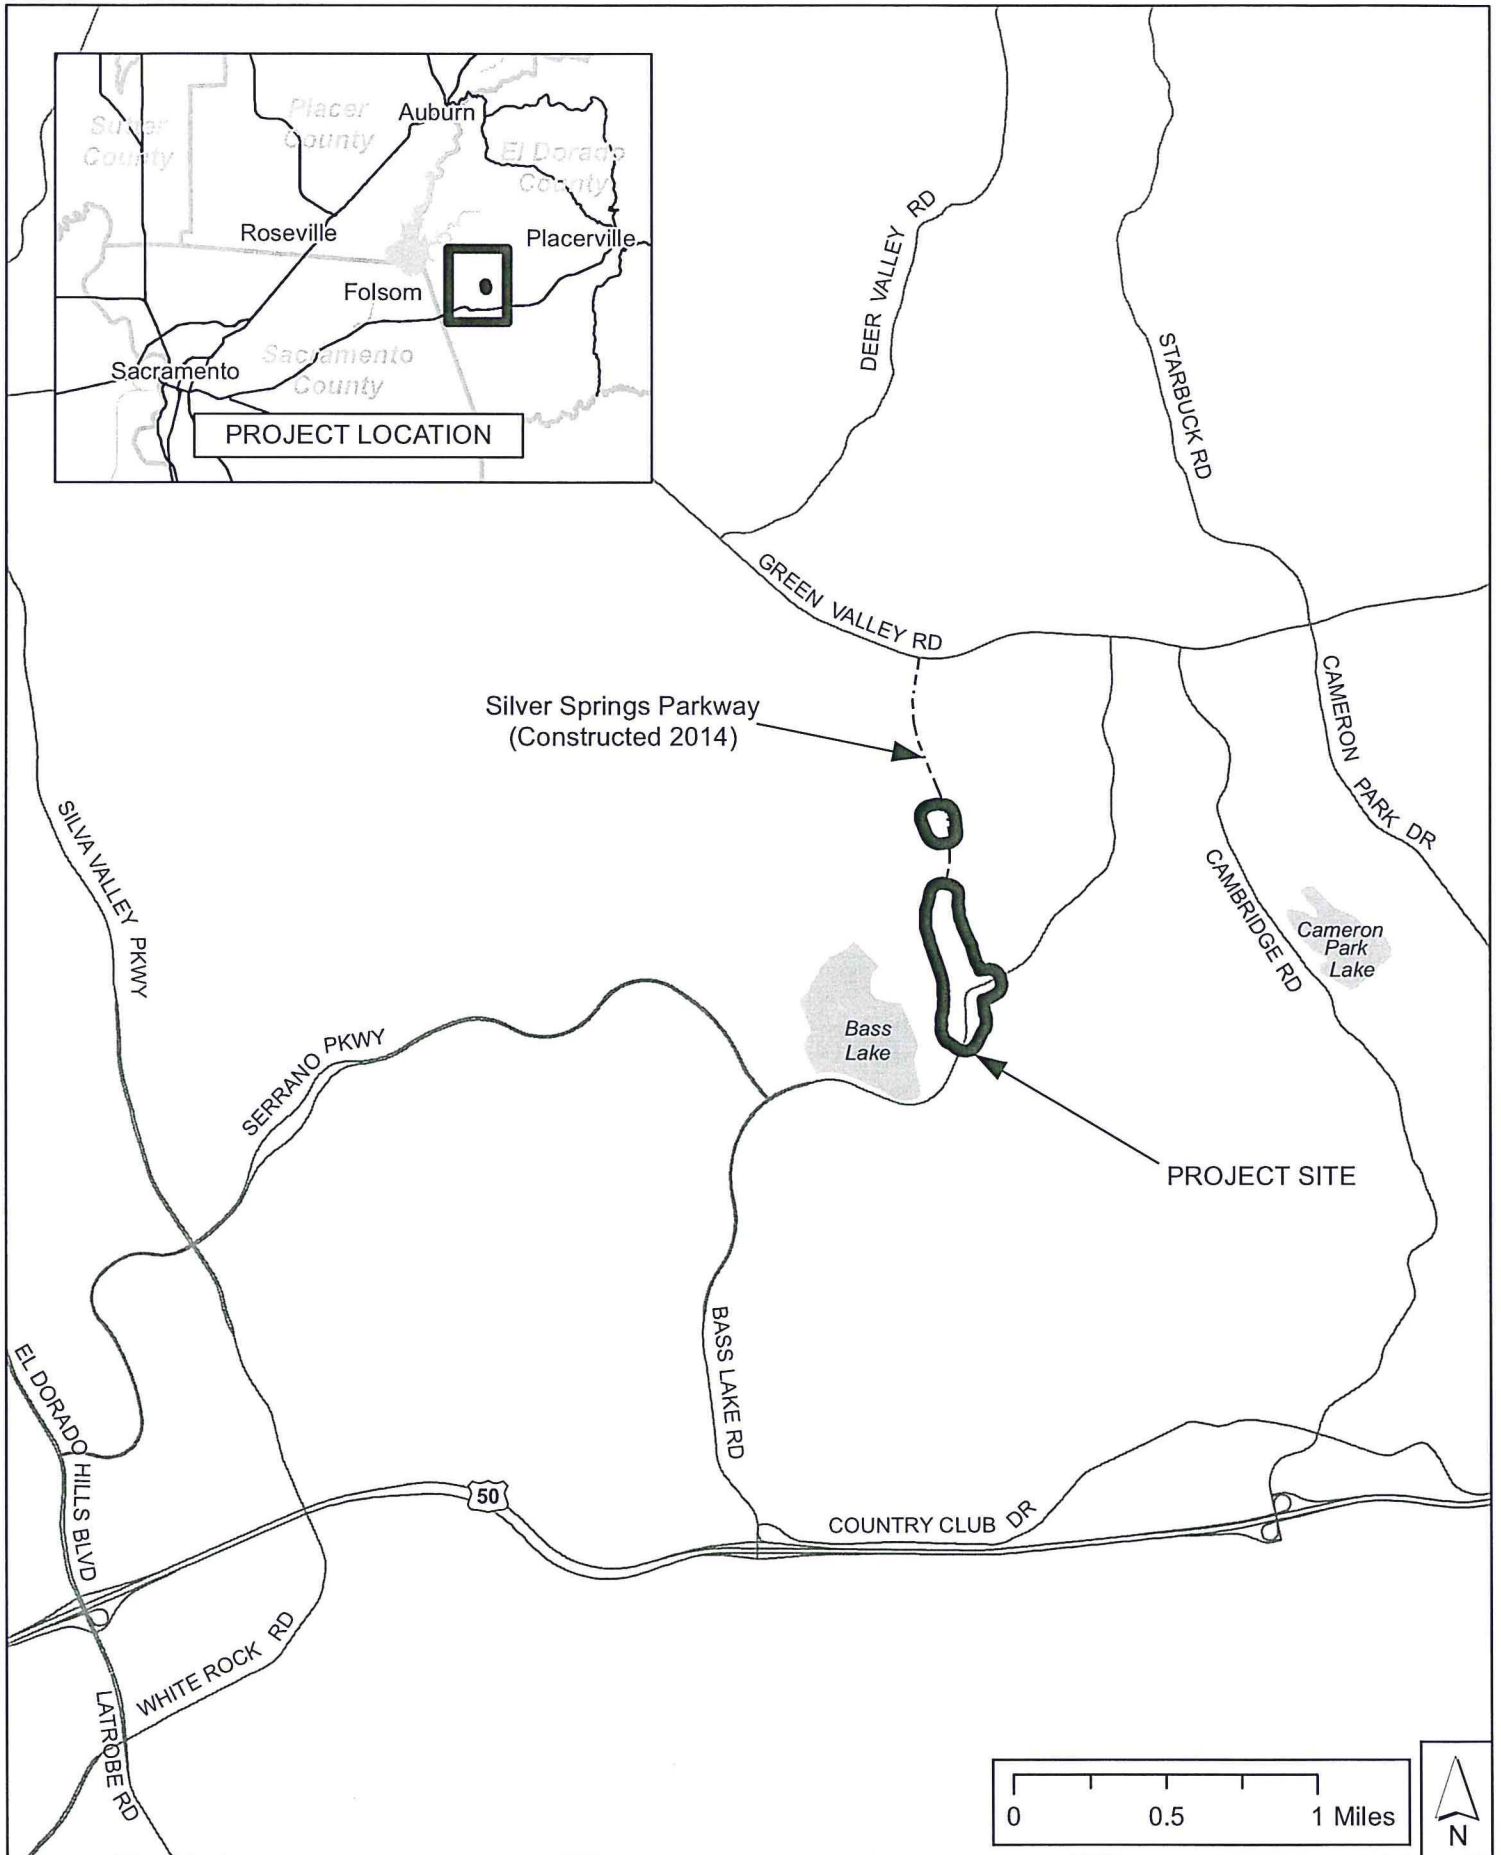 Sutter
County
Placer
County
Auburn
El Dorado
County
Roseville
Placerville
Folsom
Sacramento
Sacramento
County
PROJECT LOCATION
DEER VALLEY RD
STARBUCK RD
GREEN VALLEY RD
Silver Springs Parkway
(Constructed 2014)
CAMERON PARK DR
SILVA VALLEY PKWY
CAMBRIDGE RD
Cameron
Park
Lake
Bass
Lake
SERRANO PKWY
PROJECT SITE
BASS LAKE RD
EL DORADO HILLS BLVD
50
COUNTRY CLUB DR
WHITE ROCK RD
LATROBE RD
0 0.5 1 Miles
N